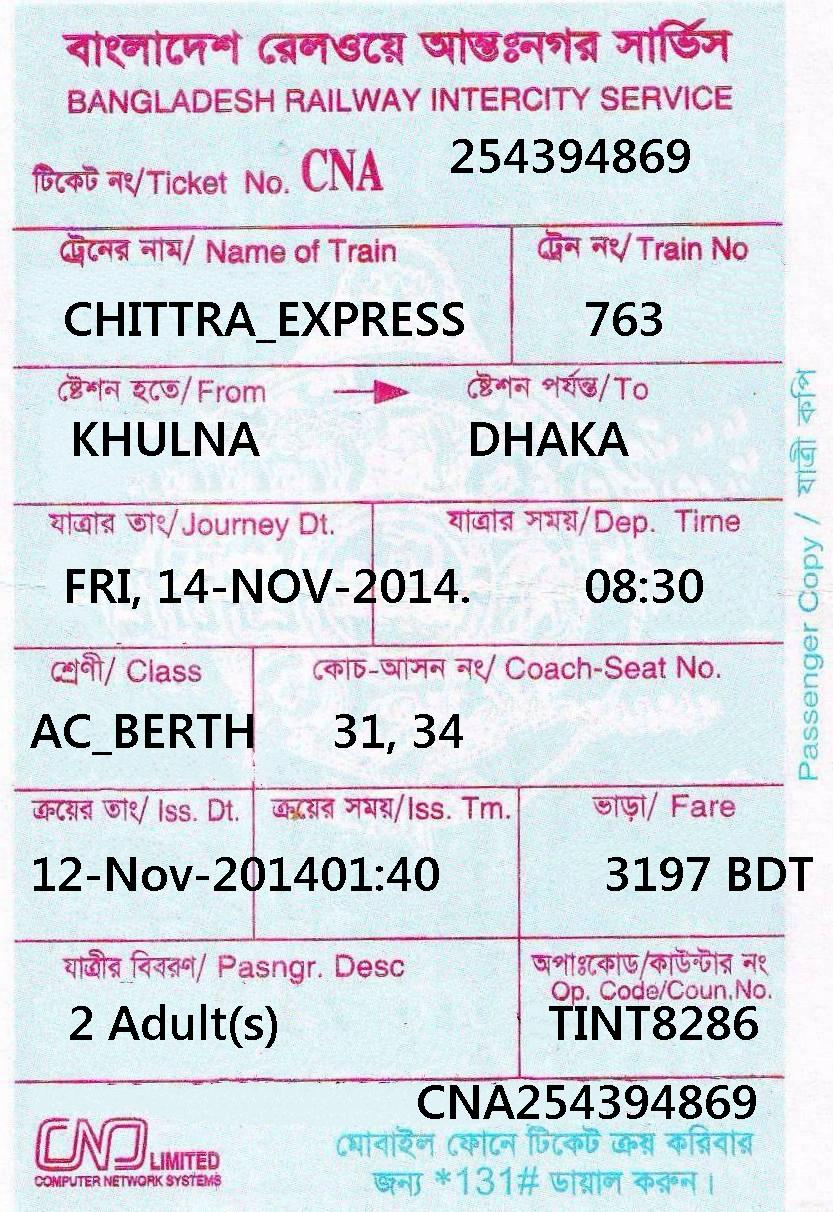 বাংলাদেশ রেলওয়ে আন্তঃনগর সার্ভিস
BANGLADESH RAILWAY INTERCITY SERVICE
টিকেট নং/Ticket No. CNA 254394869
ট্রেনের নাম/ Name of Train ট্রেন নং/Train No
CHITTRA_EXPRESS 763
ষ্টেশন হতে/From ষ্টেশন পর্যন্ত/To
KHULNA DHAKA
যাত্রার তাং/Journey Dt. যাত্রার সময়/Dep. Time
FRI, 14-NOV-2014. 08:30
শ্রেণী/ Class কোচ-আসন নং/ Coach-Seat No.
AC_BERTH 31, 34
ক্রয়ের তাং/ Iss. Dt. ক্রয়ের সময়/Iss. Tm. ভাড়া/ Fare
12-Nov-201401:40 3197 BDT
যাত্রীর বিবরণ/ Pasngr. Desc অপাঃকোড/কাউন্টার নং
Op. Code/Coun.No.
2 Adult(s) TINT8286
CNA254394869
CNS LIMITED
COMPUTER NETWORK SYSTEMS
মোবাইল ফোনে টিকেট ক্রয় করিবার
জন্য *131# ডায়াল করুন।
Passenger Copy / যাত্রী কপি